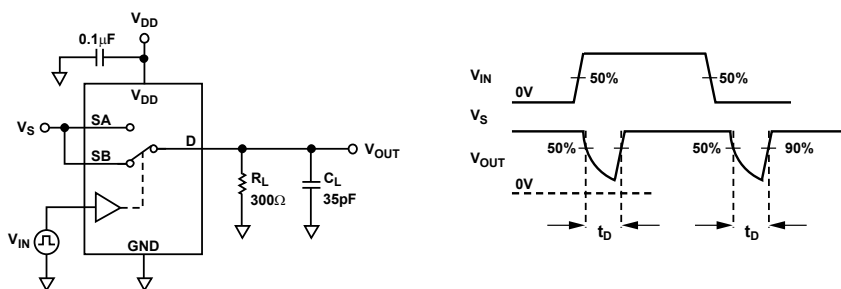 V_DD
0.1μF
V_DD
V_S
SA
SB
D
V_OUT
R_L
300Ω
C_L
35pF
V_IN
GND
V_IN
50%
50%
0V
V_S
V_OUT
50%
50%
90%
0V
t_D
t_D